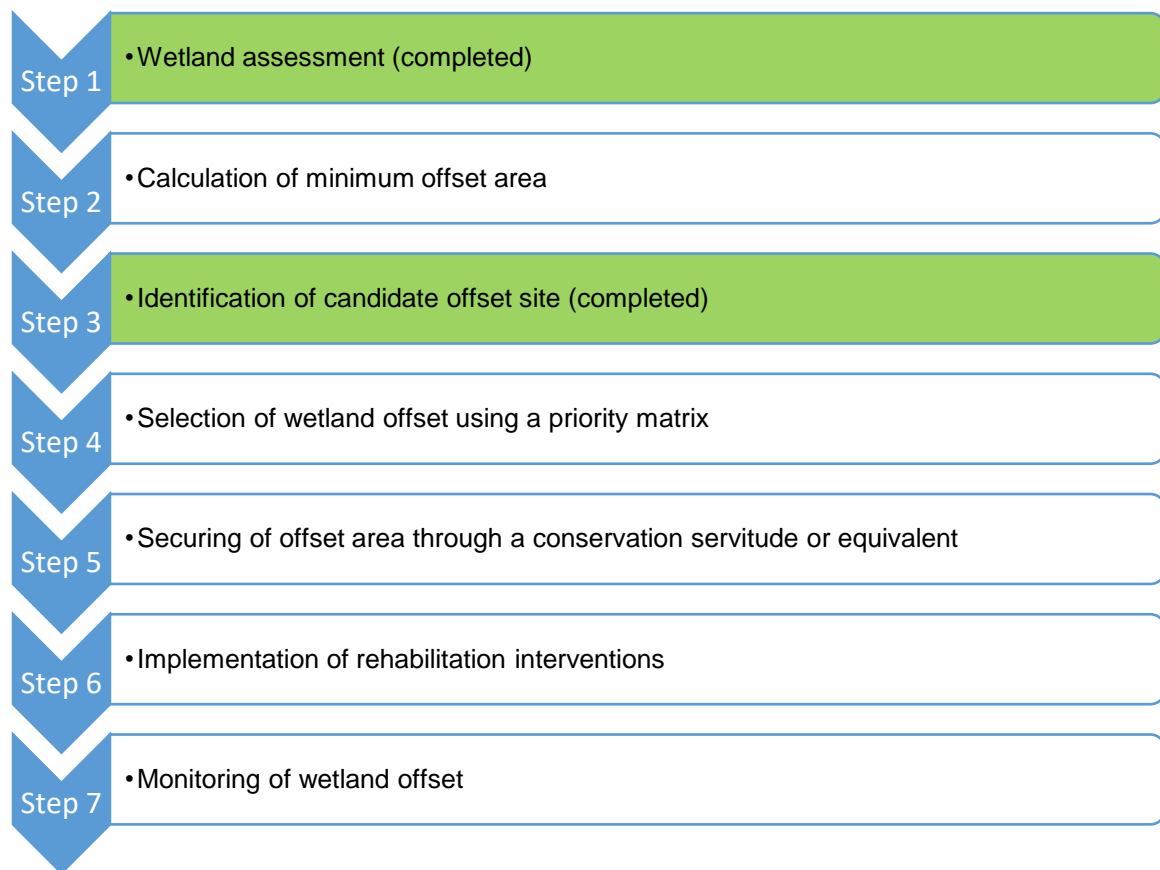 Step 1
•Wetland assessment (completed)
Step 2
•Calculation of minimum offset area
Step 3
•Identification of candidate offset site (completed)
Step 4
•Selection of wetland offset using a priority matrix
Step 5
•Securing of offset area through a conservation servitude or equivalent
Step 6
•Implementation of rehabilitation interventions
Step 7
•Monitoring of wetland offset